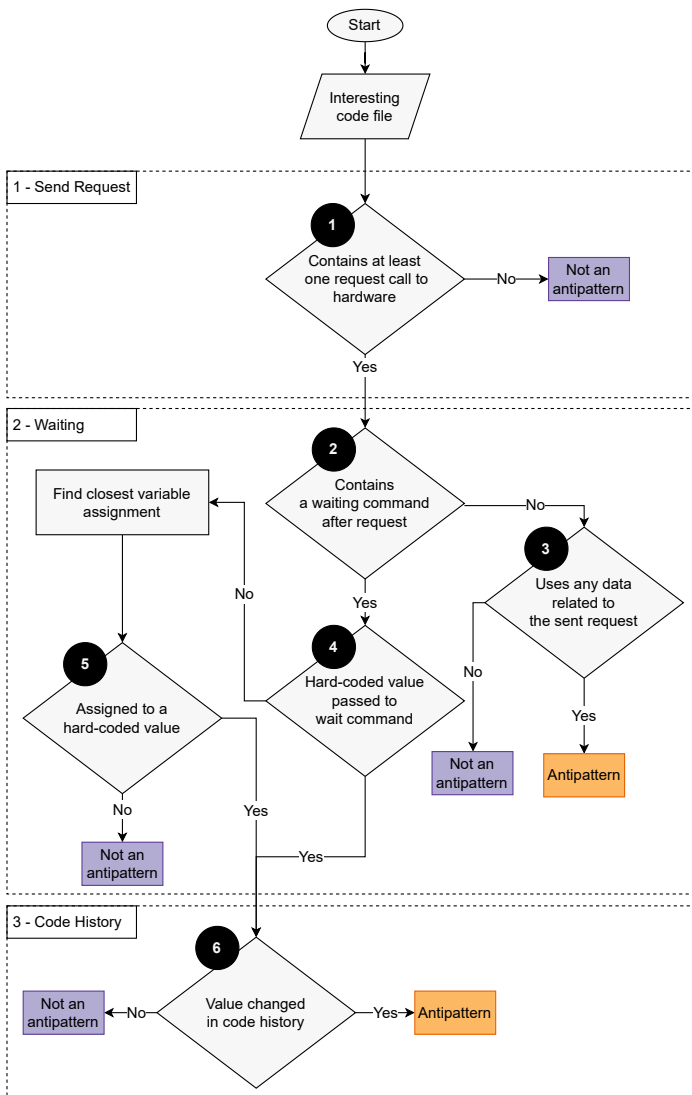 Start
Interesting
code file
1 - Send Request
1
Contains at least
one request call to
hardware
No
Not an
antipattern
Yes
2 - Waiting
2
Contains
a waiting command
after request
No
Find closest variable
assignment
3
Uses any data
related to
the sent request
No
Yes
4
Hard-coded value
passed to
wait command
5
Assigned to a
hard-coded value
No
Yes
Not an
antipattern
Antipattern
No
Yes
Yes
Not an
antipattern
3 - Code History
6
Value changed
in code history
No
Not an
antipattern
Yes
Antipattern